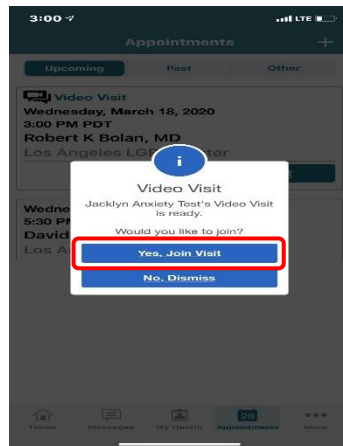 3:00
LTE
Appointments
Upcoming
Past
Other
Video Visit
Wednesday, March 18, 2020
3:00 PM PDT
Robert K Bolan, MD
Los Angeles LG
ter
i
Video Visit
Jacklyn Anxiety Test's Video Visit
is ready.
Would you like to join?
Yes, Join Visit
No, Dismiss
Wedne
5:30 P
David
Los A
Home
Messages
My Health
28
Appointments
More